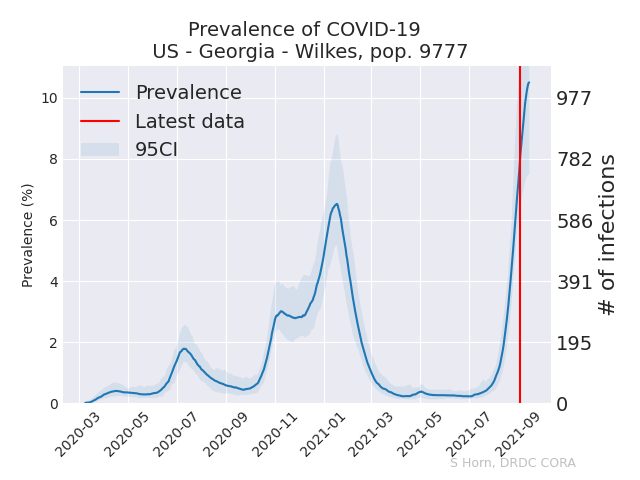 Prevalence of COVID-19
US - Georgia - Wilkes, pop. 9777
Prevalence
Latest data
95CI
Prevalence (%)
10
8
6
4
2
0
977
782
586
391
195
0
# of infections
2020-03
2020-05
2020-07
2020-09
2020-11
2021-01
2021-03
2021-05
2021-07
2021-09
S Horn, DRDC CORA